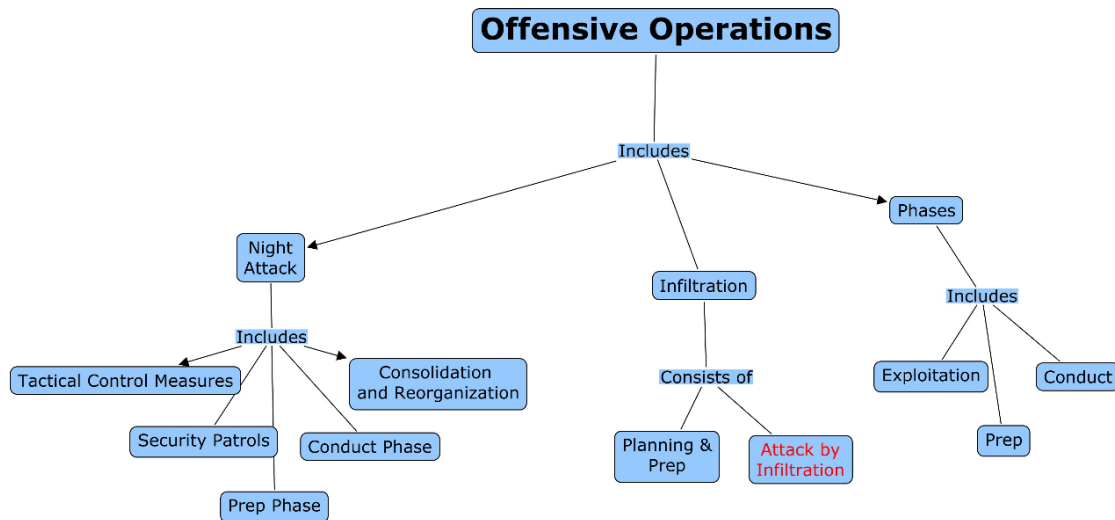 Offensive Operations
Includes
Phases
Night
Attack
Infiltration
Includes
Includes
Tactical Control Measures
Consolidation
and Reorganization
Consists of
Exploitation
Conduct
Security Patrols
Conduct Phase
Planning &
Prep
Attack by
Infiltration
Prep
Prep Phase